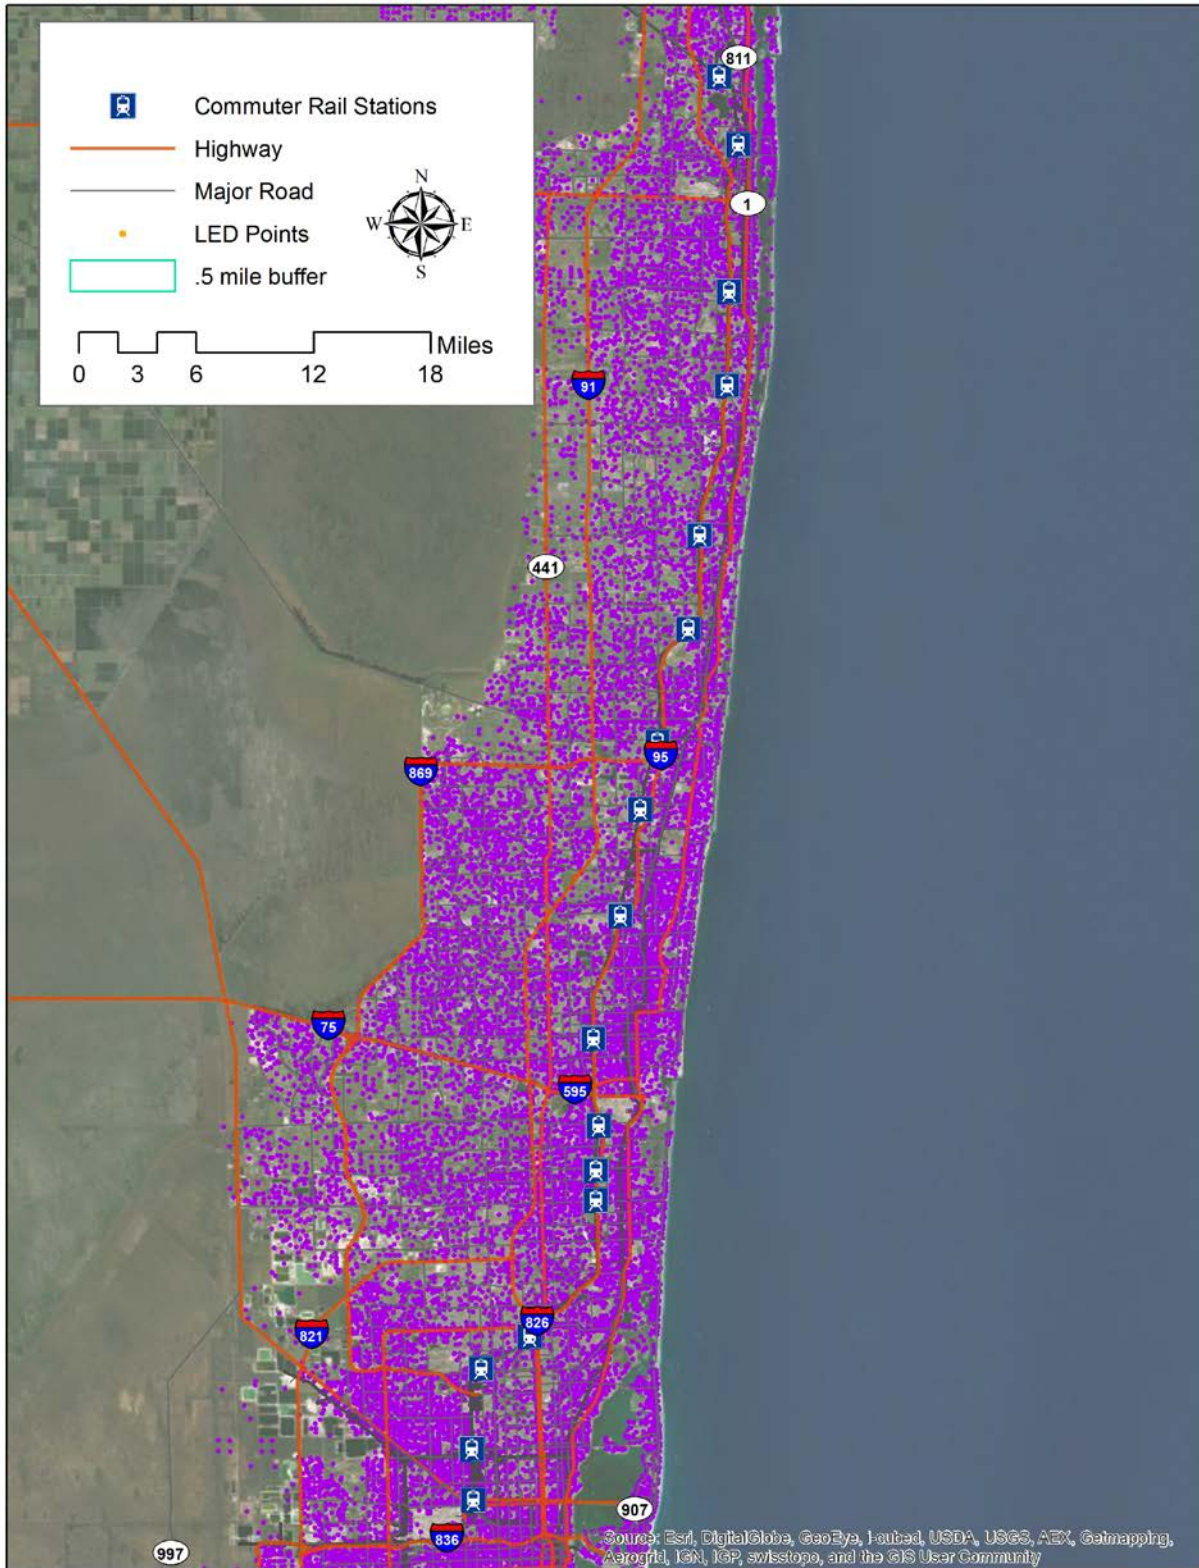 811
Commuter Rail Stations
Highway
Major Road
LED Points
.5 mile buffer
N
W E
S
Miles
0 3 6 12 18
1
91
441
95
869
75
595
826
821
907
836
997
Source: Esri, DigitalGlobe, GeoEye, i-cubed, USDA, USGS, AEX, Getmapping,
Aerogrid, IGN, IGP, swisstopo, and the GIS User Community